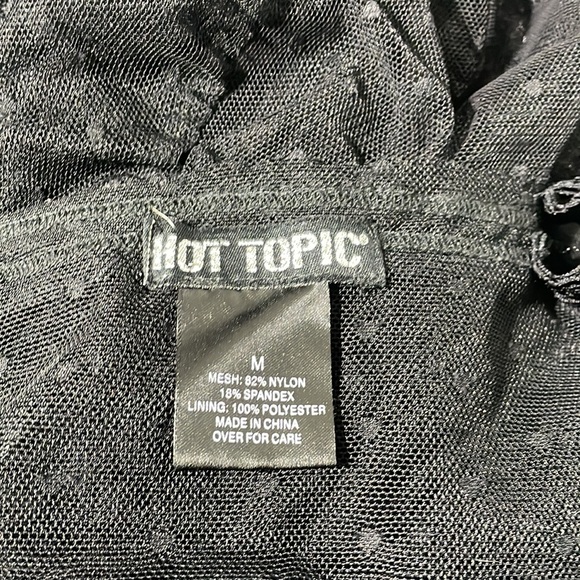 HOT TOPIC®
M
MESH: 82% NYLON
18% SPANDEX
LINING: 100% POLYESTER
MADE IN CHINA
OVER FOR CARE